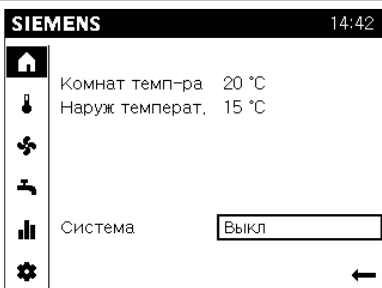 SIEMENS 14:42
Комнат темп-ра 20 °C
Наруж температ. 15 °C
Система Выкл